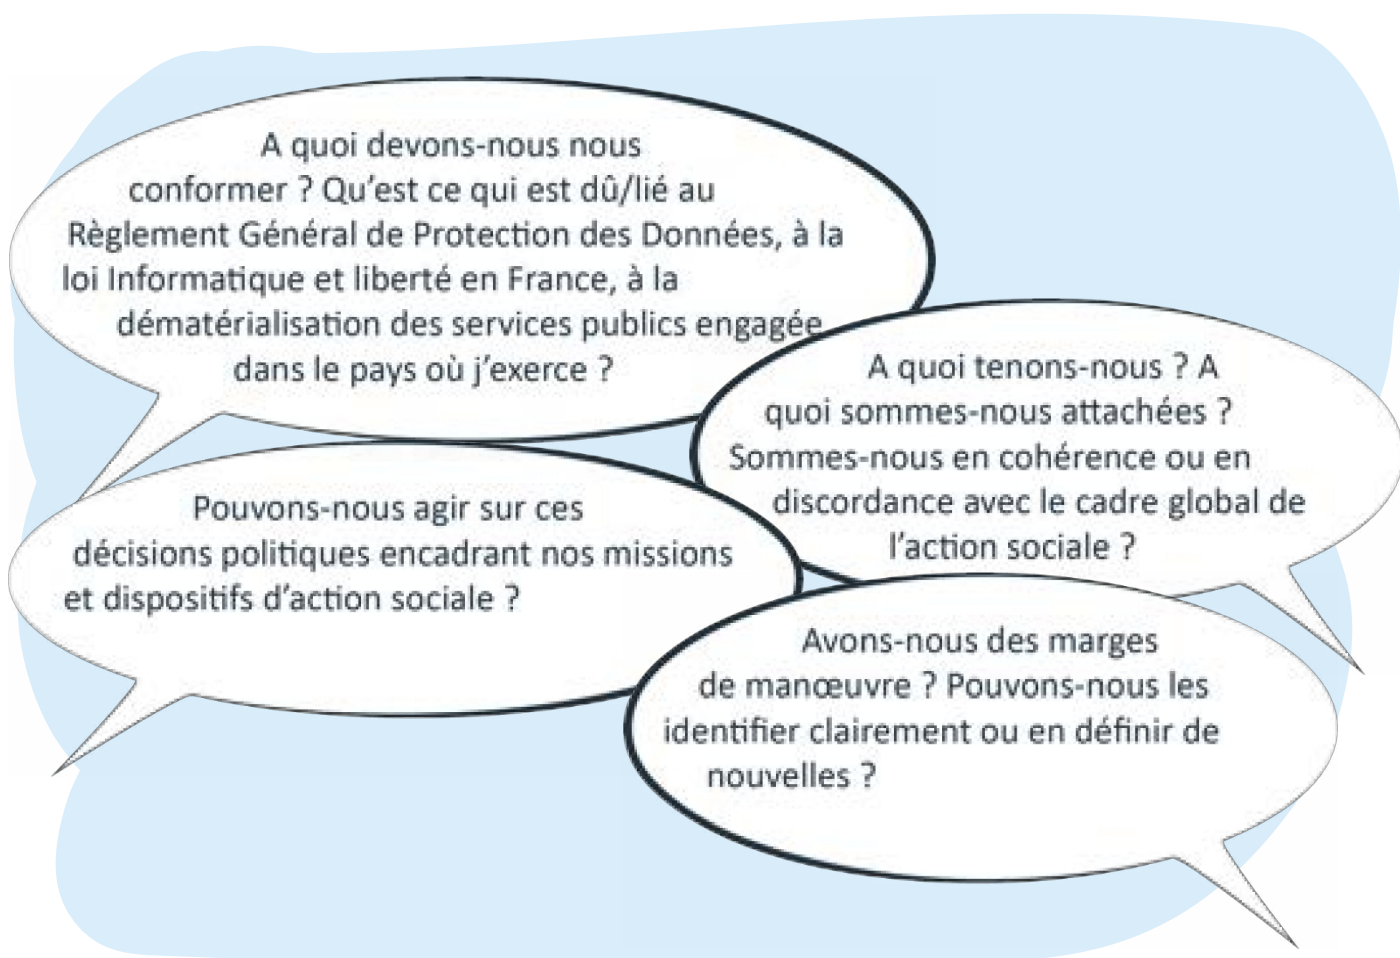 A quoi devons-nous nous
conformer ? Qu'est ce qui est dû/lié au
Règlement Général de Protection des Données, à la
loi Informatique et liberté en France, à la
dématérialisation des services publics engagée
dans le pays où j'exerce ?
A quoi tenons-nous ? A
quoi sommes-nous attachées ?
Sommes-nous en cohérence ou en
discordance avec le cadre global de
l'action sociale ?
Pouvons-nous agir sur ces
décisions politiques encadrant nos missions
et dispositifs d'action sociale ?
Avons-nous des marges
de manœuvre ? Pouvons-nous les
identifier clairement ou en définir de
nouvelles ?